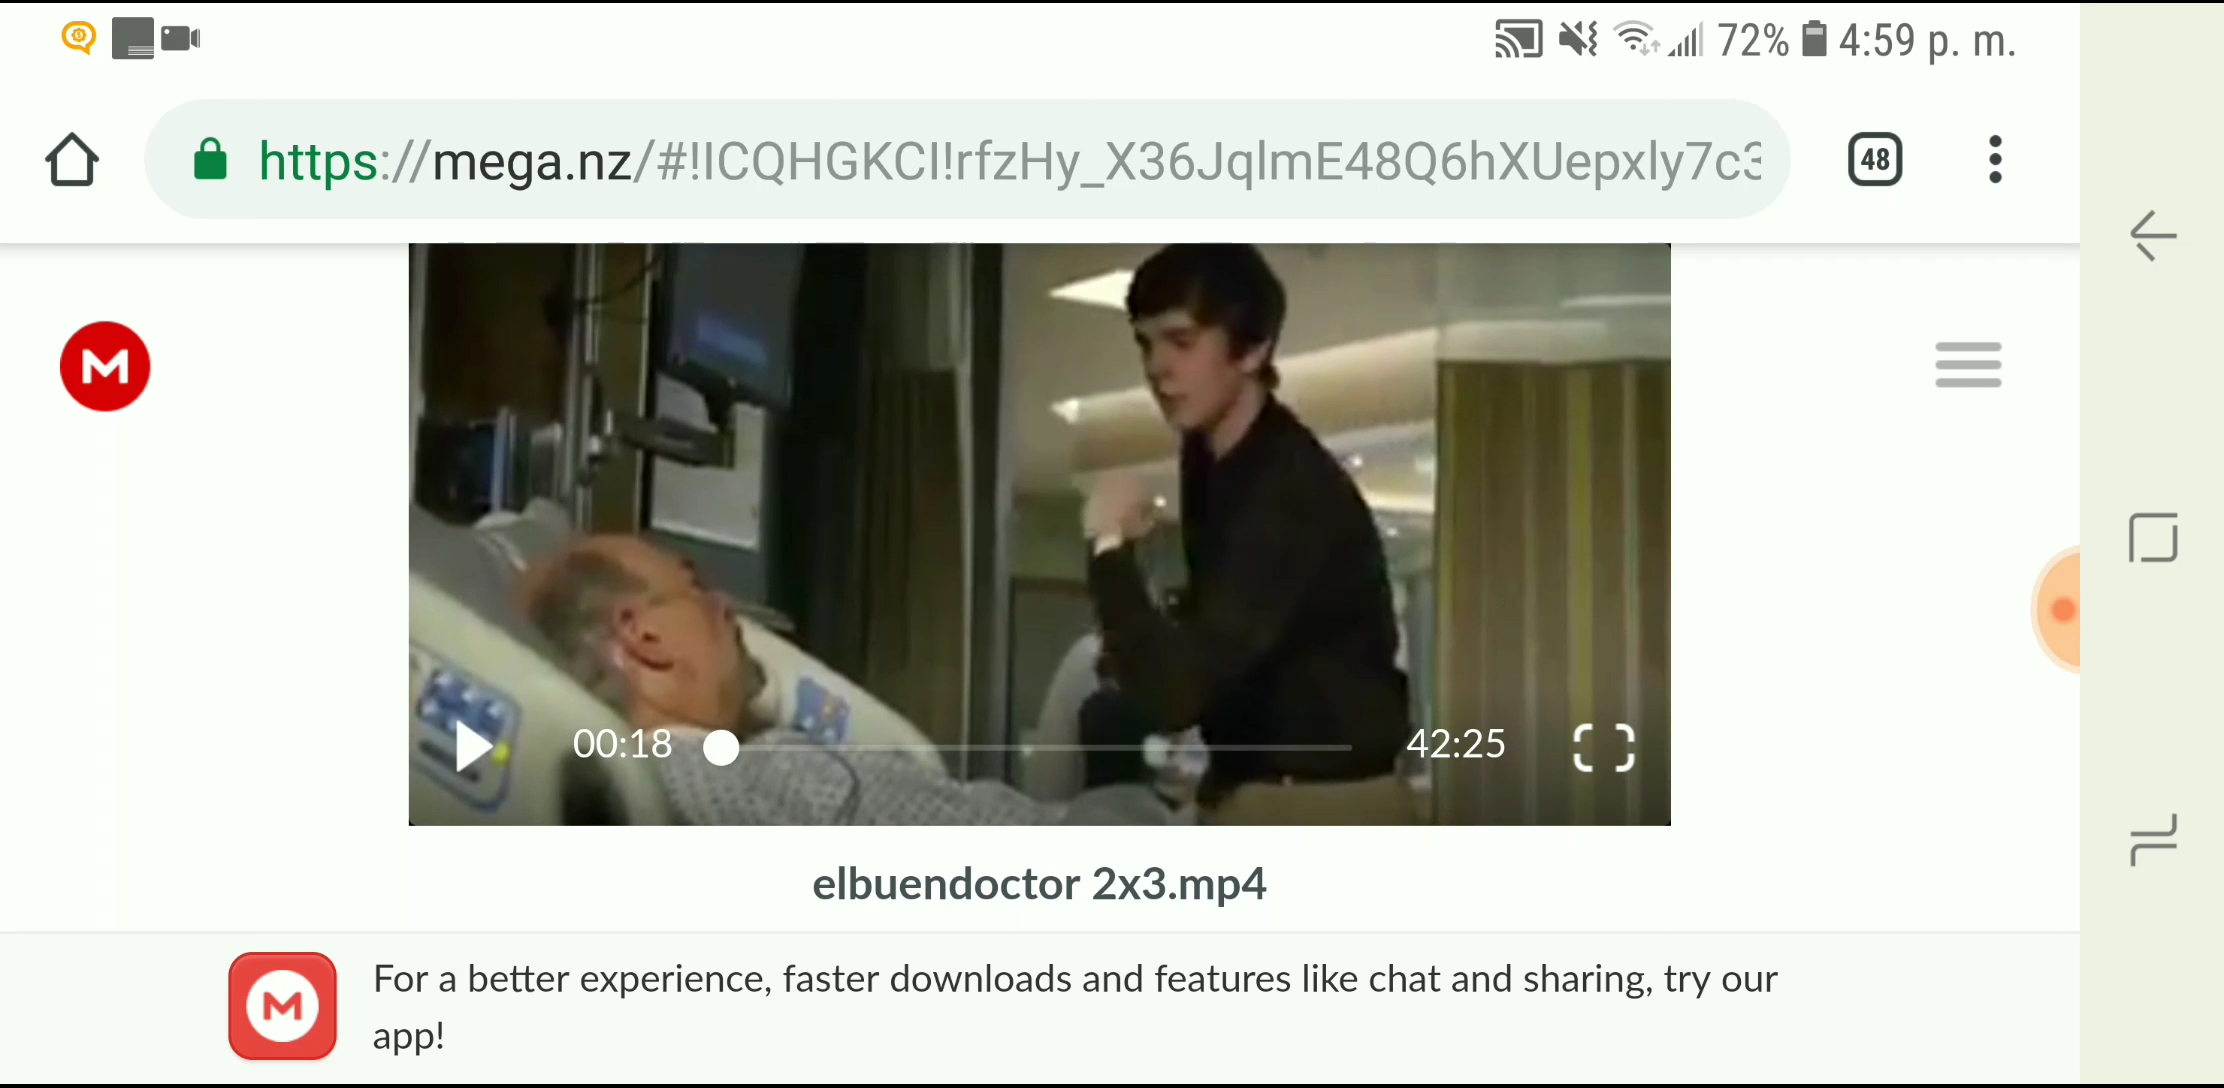 72% 4:59 p. m.
https://mega.nz/#!ICQHGKCI!rfzHy_X36JqlmE48Q6hXUepxly7c3
48
M
00:18 42:25
elbuendoctor 2x3.mp4
M
For a better experience, faster downloads and features like chat and sharing, try our
app!